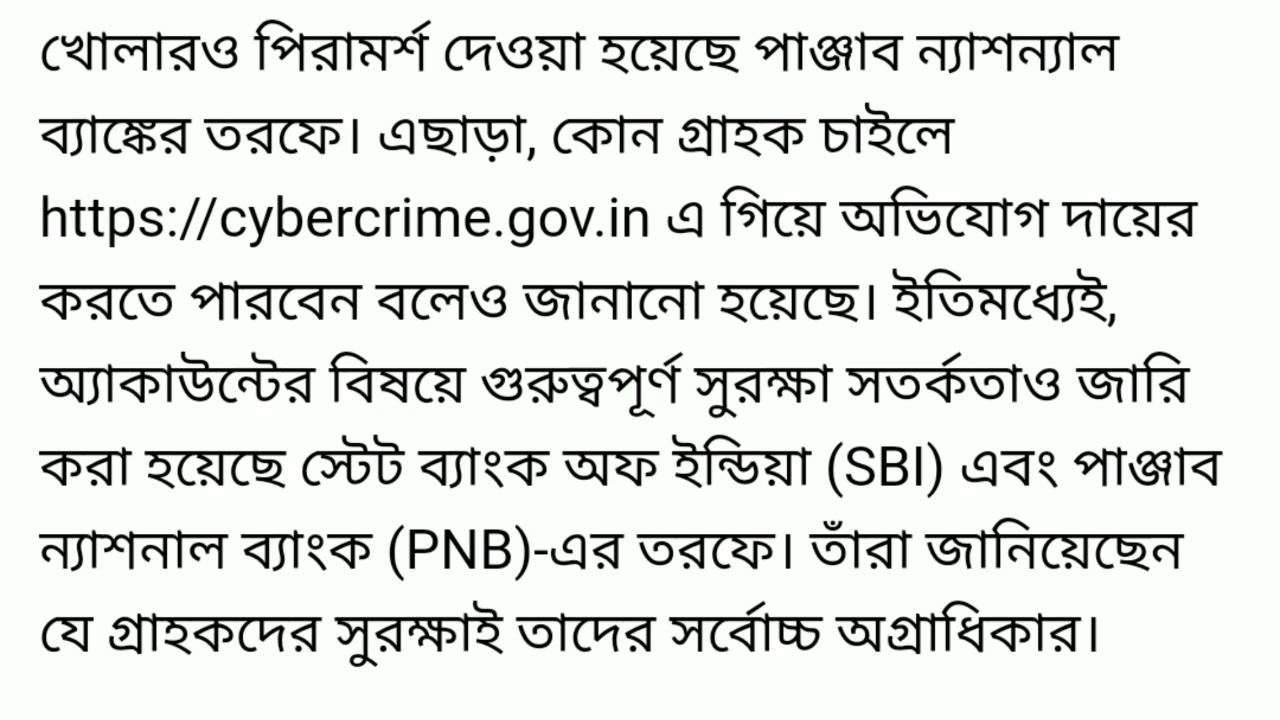 খোলারও পিরামর্শ দেওয়া হয়েছে পাঞ্জাব ন্যাশন্যাল
ব্যাঙ্কের তরফে। এছাড়া, কোন গ্রাহক চাইলে
https://cybercrime.gov.in এ গিয়ে অভিযোগ দায়ের
করতে পারবেন বলেও জানানো হয়েছে। ইতিমধ্যেই,
অ্যাকাউন্টের বিষয়ে গুরুত্বপূর্ণ সুরক্ষা সতর্কতাও জারি
করা হয়েছে স্টেট ব্যাংক অফ ইন্ডিয়া (SBI) এবং পাঞ্জাব
ন্যাশনাল ব্যাংক (PNB)-এর তরফে। তাঁরা জানিয়েছেন
যে গ্রাহকদের সুরক্ষাই তাদের সর্বোচ্চ অগ্রাধিকার।